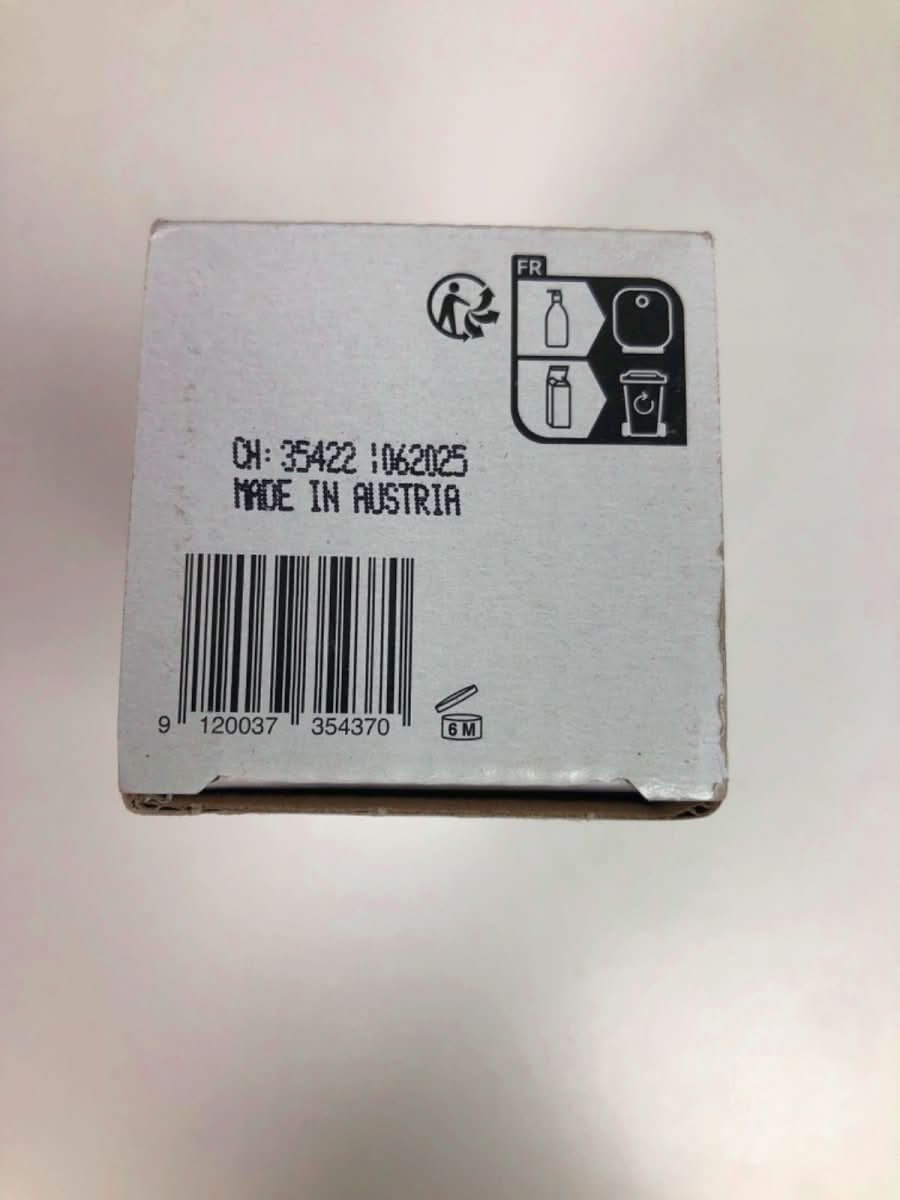 FR
CH: 35422 |062025
MADE IN AUSTRIA
9 120037 354370
6 M